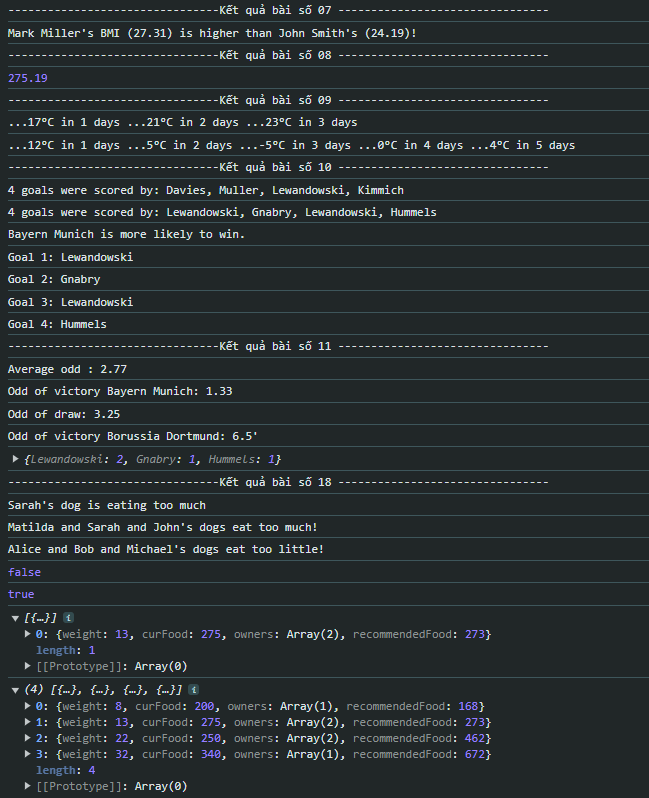 --------------------------------Kết quả bài số 07 --------------------------------
Mark Miller's BMI (27.31) is higher than John Smith's (24.19)!
--------------------------------Kết quả bài số 08 --------------------------------
275.19
--------------------------------Kết quả bài số 09 --------------------------------
...17ºC in 1 days ...21ºC in 2 days ...23ºC in 3 days
...12ºC in 1 days ...5ºC in 2 days ...-5ºC in 3 days ...0ºC in 4 days ...4ºC in 5 days
--------------------------------Kết quả bài số 10 --------------------------------
4 goals were scored by: Davies, Muller, Lewandowski, Kimmich
4 goals were scored by: Lewandowski, Gnabry, Lewandowski, Hummels
Bayern Munich is more likely to win.
Goal 1: Lewandowski
Goal 2: Gnabry
Goal 3: Lewandowski
Goal 4: Hummels
--------------------------------Kết quả bài số 11 --------------------------------
Average odd : 2.77
Odd of victory Bayern Munich: 1.33
Odd of draw: 3.25
Odd of victory Borussia Dortmund: 6.5'
{Lewandowski: 2, Gnabry: 1, Hummels: 1}
--------------------------------Kết quả bài số 18 --------------------------------
Sarah's dog is eating too much
Matilda and Sarah and John's dogs eat too much!
Alice and Bob and Michael's dogs eat too little!
false
true
[{…}] i
0: {weight: 13, curFood: 275, owners: Array(2), recommendedFood: 273}
length: 1
[[Prototype]]: Array(0)
(4) [{…}, {…}, {…}, {…}] i
0: {weight: 8, curFood: 200, owners: Array(1), recommendedFood: 168}
1: {weight: 13, curFood: 275, owners: Array(2), recommendedFood: 273}
2: {weight: 22, curFood: 250, owners: Array(2), recommendedFood: 462}
3: {weight: 32, curFood: 340, owners: Array(1), recommendedFood: 672}
length: 4
[[Prototype]]: Array(0)